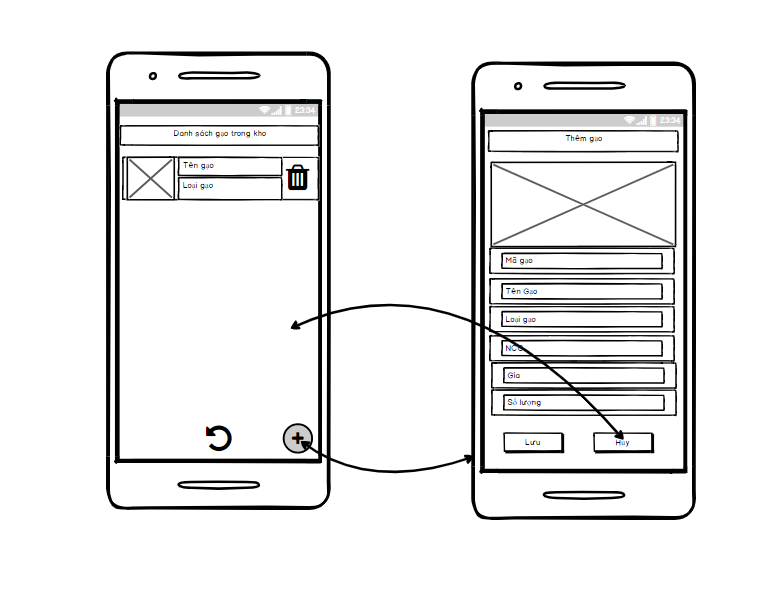 23:34
Danh sách gạo trong kho
Tên gạo
Loại gạo
23:34
Thêm gạo
Mã gạo
Tên Gạo
Loại gạo
NCC
Giá
Số lượng
Lưu
Hủy